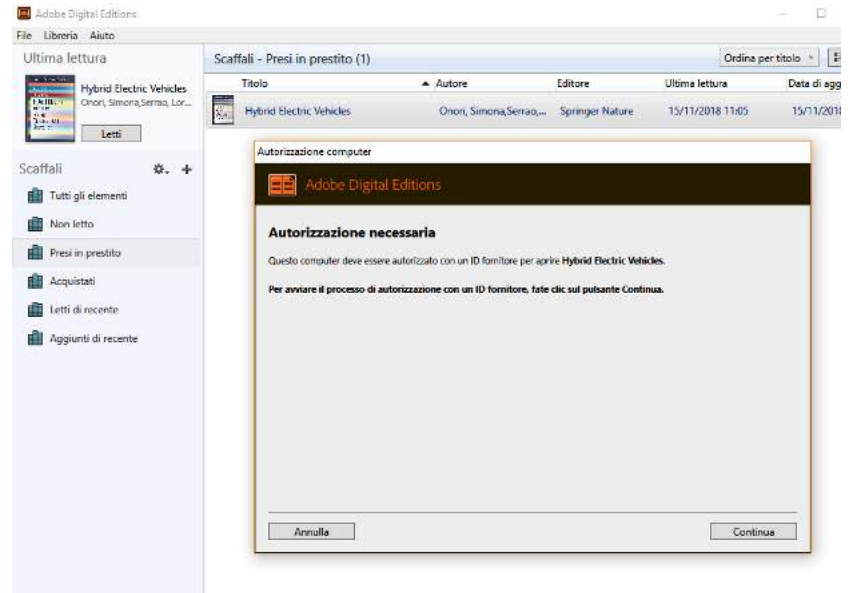 Adobe Digital Editions
File Libreria Aiuto
Ultima lettura
Hybrid Electric Vehicles
Onori, Simona,Serrao, Lor...
Letti
Scaffali
Tutti gli elementi
Non letto
Presi in prestito
Acquistati
Letti di recente
Aggiunti di recente
Scaffali - Presi in prestito (1)
Ordina per titolo
Titolo Autore Editore Ultima lettura Data di agg
Hybrid Electric Vehicles Onori, Simona,Serrao,... Springer Nature 15/11/2018 11:05 15/11/2018
Autorizzazione computer
Adobe Digital Editions
Autorizzazione necessaria
Questo computer deve essere autorizzato con un ID fornitore per aprire Hybrid Electric Vehicles.
Per avviare il processo di autorizzazione con un ID fornitore, fate clic sul pulsante Continua.
Annulla Continua